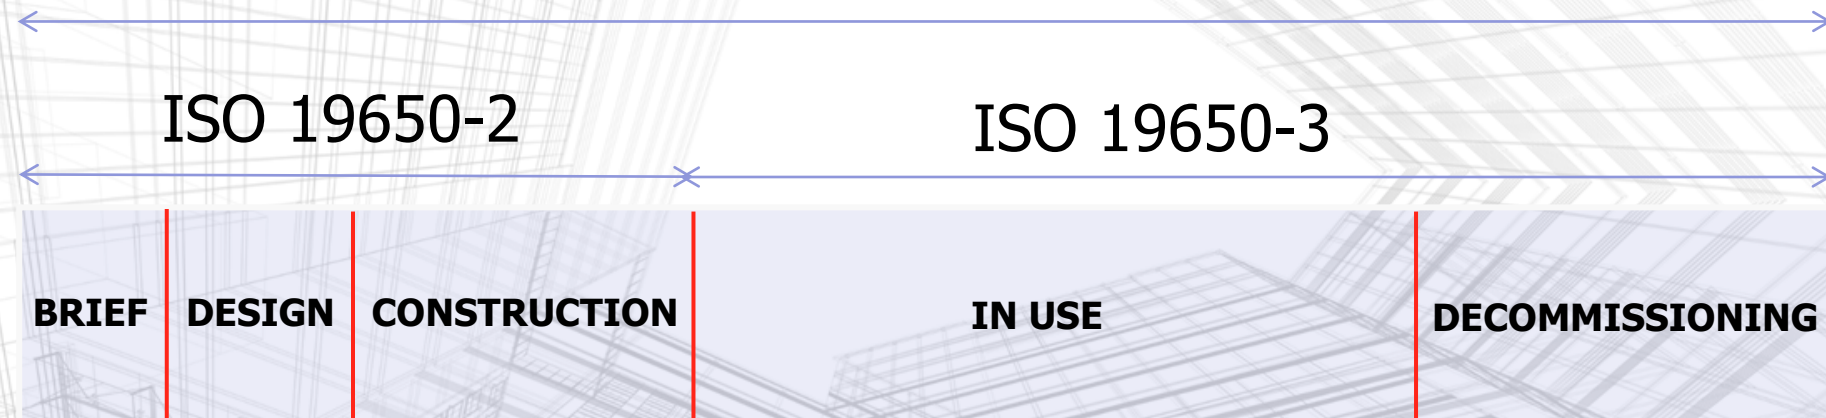 ISO 19650-2
ISO 19650-3
BRIEF
DESIGN
CONSTRUCTION
IN USE
DECOMMISSIONING